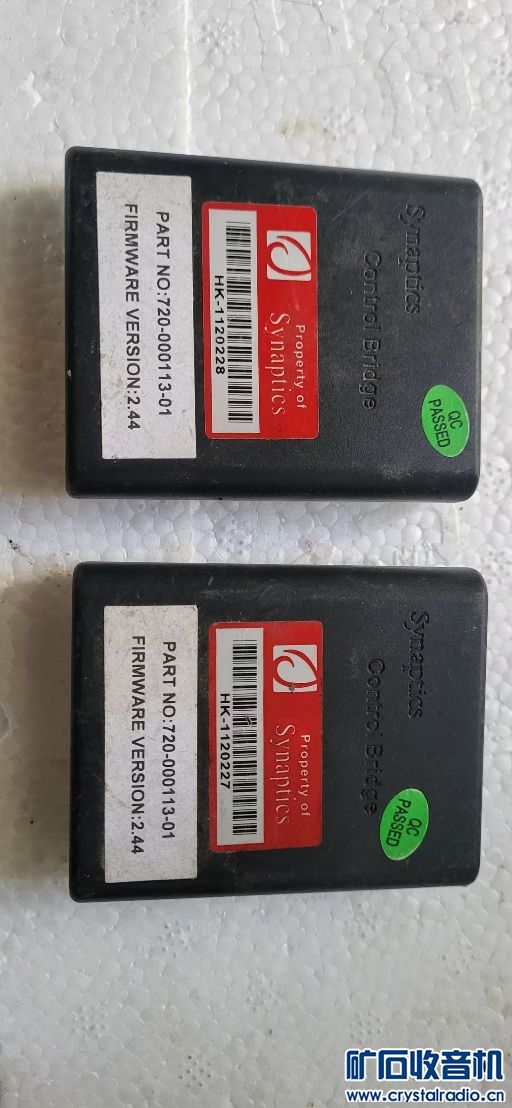 Synaptics
Control Bridge
QC
PASSED
Property of
Synaptics
HK-1120228
PART NO:720-000113-01
FIRMWARE VERSION:2.44
Synaptics
Control Bridge
QC
PASSED
Property of
Synaptics
HK-1120227
PART NO:720-000113-01
FIRMWARE VERSION:2.44
矿石收音机
www.crystalradio.cn